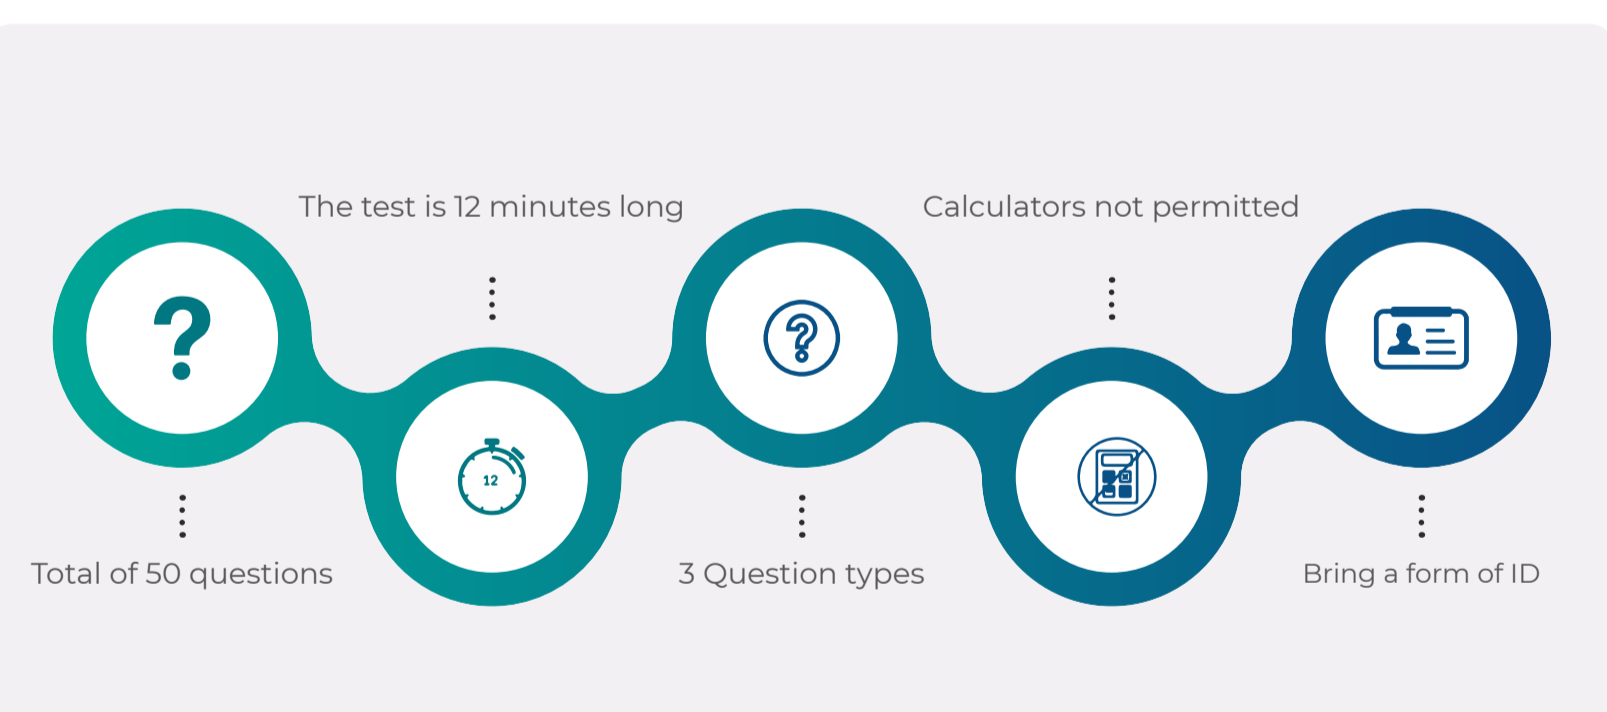 Total of 50 questions
The test is 12 minutes long
12
3 Question types
Calculators not permitted
Bring a form of ID